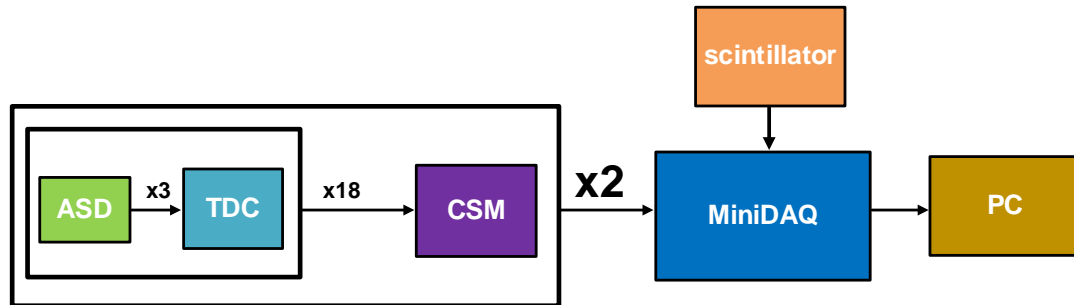 scintillator
ASD
x3
TDC
x18
CSM
x2
MiniDAQ
PC